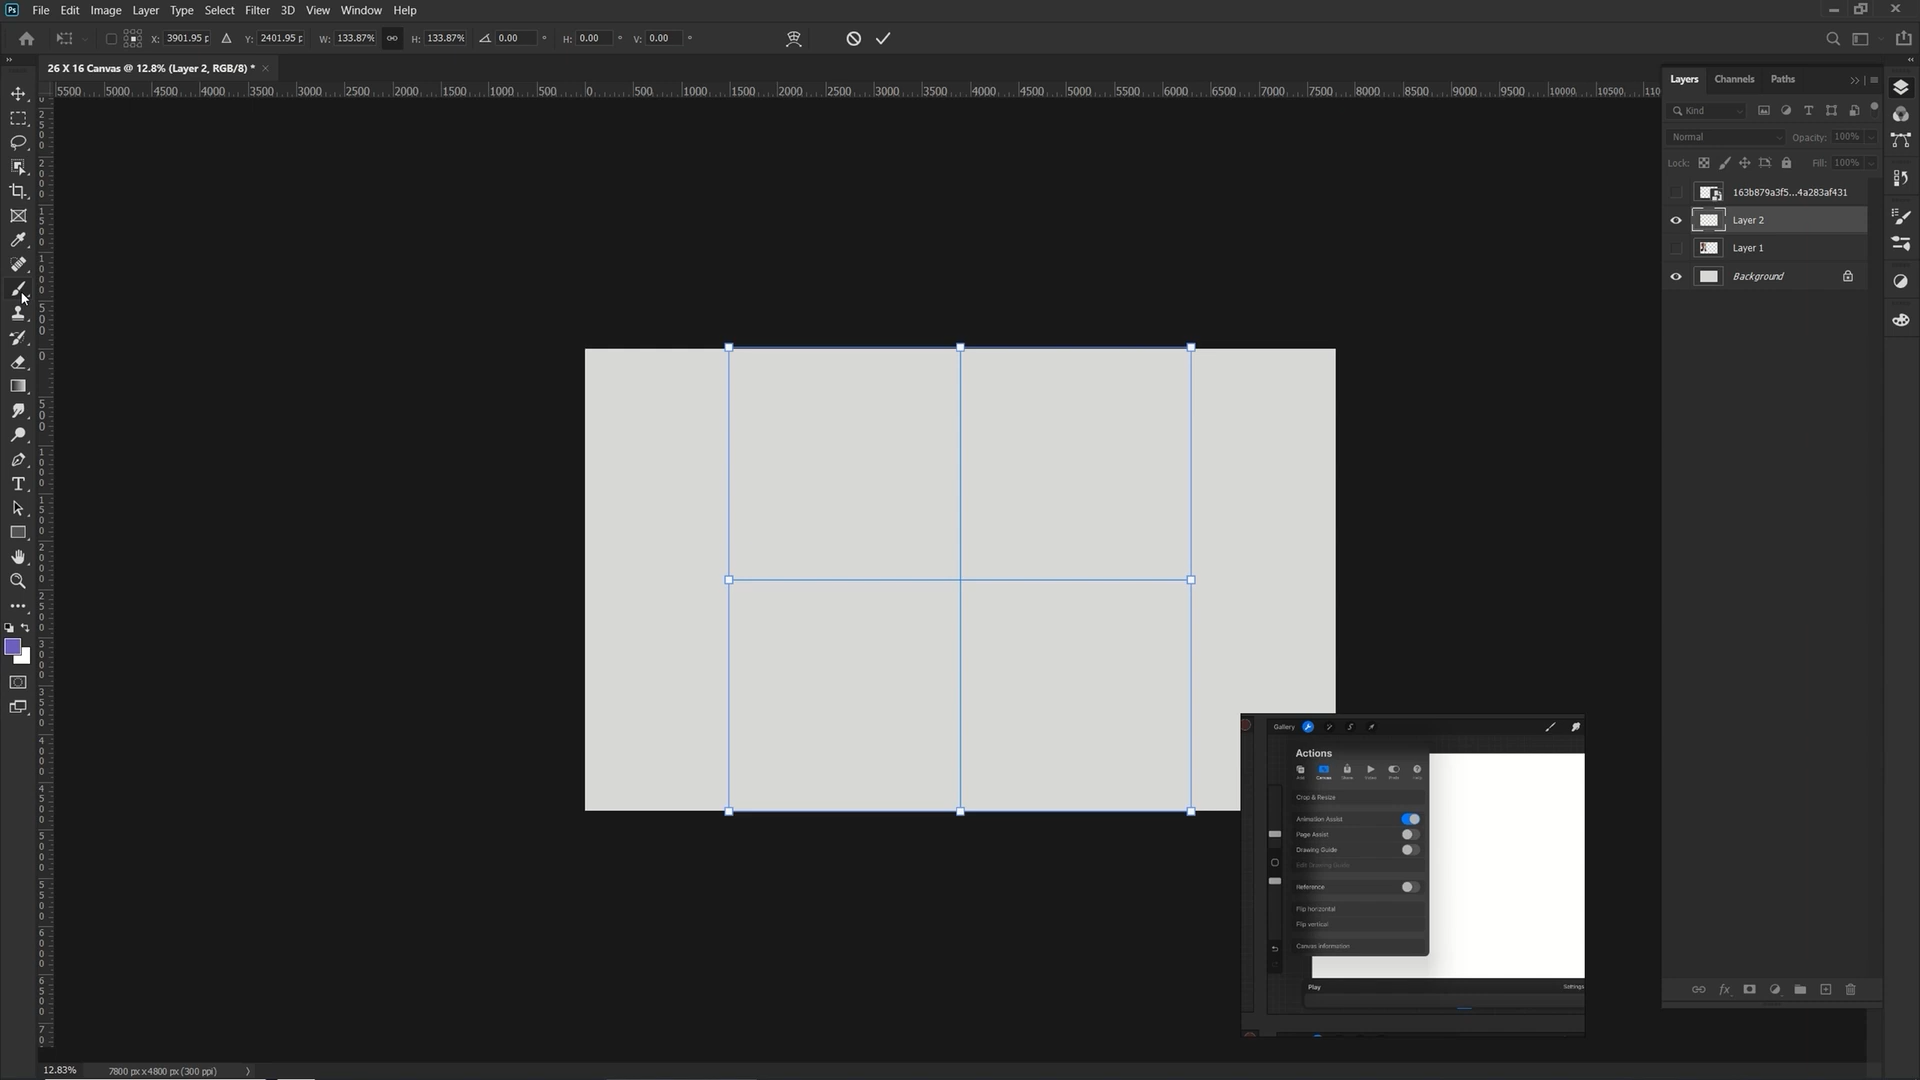 Ps File Edit Image Layer Type Select Filter 3D View Window Help
X: 3901.95 p Y: 2401.95 p W: 133.87% H: 133.87% 0.00 ° H: 0.00 ° V: 0.00 °
26 X 16 Canvas @ 12.8% (Layer 2, RGB/8) * ×
5500 5000 4500 4000 3500 3000 2500 2000 1500 1000 500 0 500 1000 1500 2000 2500 3000 3500 4000 4500 5000 5500 6000 6500 7000 7500 8000 8500 9000 9500 10000 10500 110
Layers Channels Paths
Kind
Normal Opacity: 100%
Lock: Fill: 100%
163b879a3f5...4a283af431
Layer 2
Layer 1
Background
Gallery
Actions
Canvas Share Video Help
Crop & Resize
Animation Assist
Page Assist
Drawing Guide
Edit Drawing Guide
Reference
Flip horizontal
Flip vertical
Canvas information
Play Settings
12.83% 7800 px x 4800 px (300 ppi)